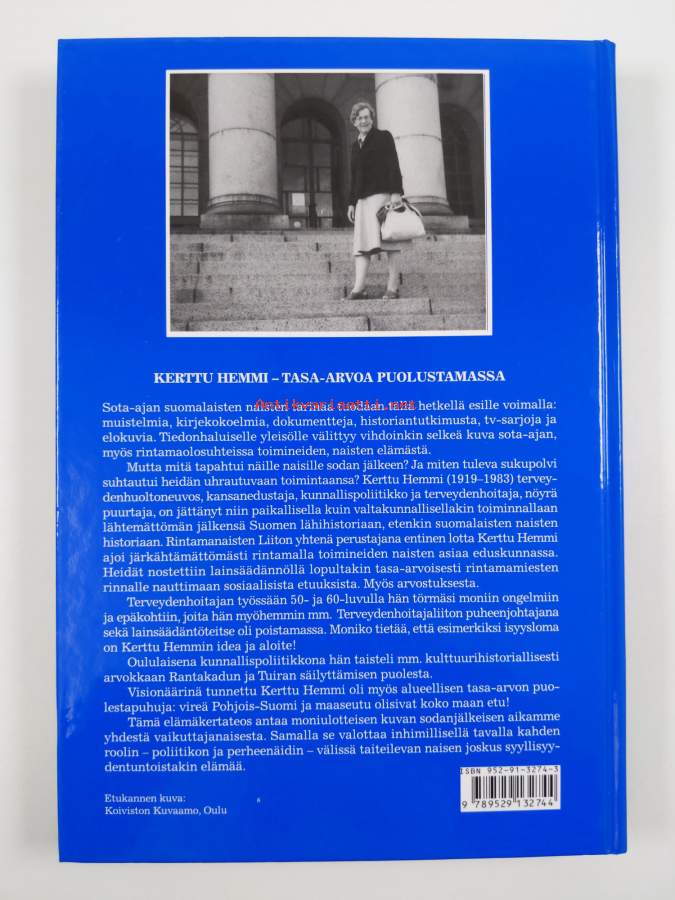 KERTTU HEMMI – TASA-ARVOA PUOLUSTAMASSA
Sota-ajan suomalaisten naisten tarinaa tuodaan tällä hetkellä esille voimalla:
Antikvariaatti.net
muistelmia, kirjekokoelmia, dokumentteja, historiantutkimusta, tv-sarjoja ja
elokuvia. Tiedonhaluiselle yleisölle välittyy vihdoinkin selkeä kuva sota-ajan,
myös rintamaolosuhteissa toimineiden, naisten elämästä.
Mutta mitä tapahtui näille naisille sodan jälkeen? Ja miten tuleva sukupolvi
suhtautui heidän uhrautuvaan toimintaansa? Kerttu Hemmi (1919–1983) tervey-
denhuoltoneuvos, kansanedustaja, kunnallispoliitikko ja terveydenhoitaja, nöyrä
puurtaja, on jättänyt niin paikallisella kuin valtakunnallisellakin toiminnallaan
lähtemättömän jälkensä Suomen lähihistoriaan, etenkin suomalaisten naisten
historiaan. Rintamanaisten Liiton yhtenä perustajana entinen lotta Kerttu Hemmi
ajoi järkähtämättömästi rintamalla toimineiden naisten asiaa eduskunnassa.
Heidät nostettiin lainsäädännöllä lopultakin tasa-arvoisesti rintamamiesten
rinnalle nauttimaan sosiaalisista etuuksista. Myös arvostuksesta.
Terveydenhoitajan työssään 50- ja 60-luvulla hän törmäsi moniin ongelmiin
ja epäkohtiin, joita hän myöhemmin mm. Terveydenhoitajaliiton puheenjohtajana
sekä lainsäädäntöteitse oli poistamassa. Moniko tietää, että esimerkiksi isyysloma
on Kerttu Hemmin idea ja aloite!
Oululaisena kunnallispoliitikkona hän taisteli mm. kulttuurihistoriallisesti
arvokkaan Rantakadun ja Tuiran säilyttämisen puolesta.
Visionäärinä tunnettu Kerttu Hemmi oli myös alueellisen tasa-arvon puo-
lestapuhuja: vireä Pohjois-Suomi ja maaseutu olisivat koko maan etu!
Tämä elämäkertateos antaa moniulotteisen kuvan sodanjälkeisen aikamme
yhdestä vaikuttajanaisesta. Samalla se valottaa inhimillisellä tavalla kahden
roolin – poliitikon ja perheenäidin – välissä taiteilevan naisen joskus syyllisyy-
dentuntoistakin elämää.
ISBN 952-91-3274-3
9 789529 132744
Etukannen kuva:
Koiviston Kuvaamo, Oulu